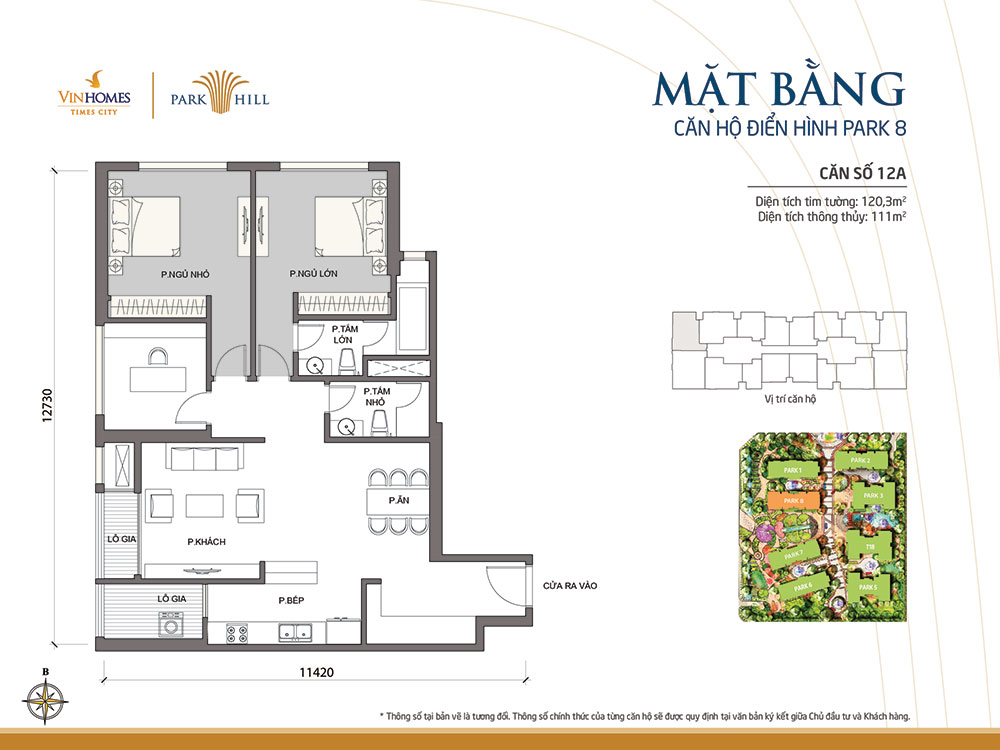 VINHOMES
TIMES CITY
PARK HILL
MẶT BẰNG
CĂN HỘ ĐIỂN HÌNH PARK 8
CĂN SỐ 12A
Diện tích tim tường: 120,3m²
Diện tích thông thủy: 111m²
P.NGỦ NHỎ
P.NGỦ LỚN
P.TẮM
LỚN
P.TẮM
NHỎ
12730
P.ĂN
LÔ GIA
P.KHÁCH
LÔ GIA
P.BẾP
CỬA RA VÀO
11420
B
Vị trí căn hộ
PARK 1
PARK 2
PARK 8
PARK 3
PARK 7
T18
PARK 6
PARK 5
* Thông số tại bản vẽ là tương đối. Thông số chính thức của từng căn hộ sẽ được quy định tại văn bản ký kết giữa Chủ đầu tư và Khách hàng.